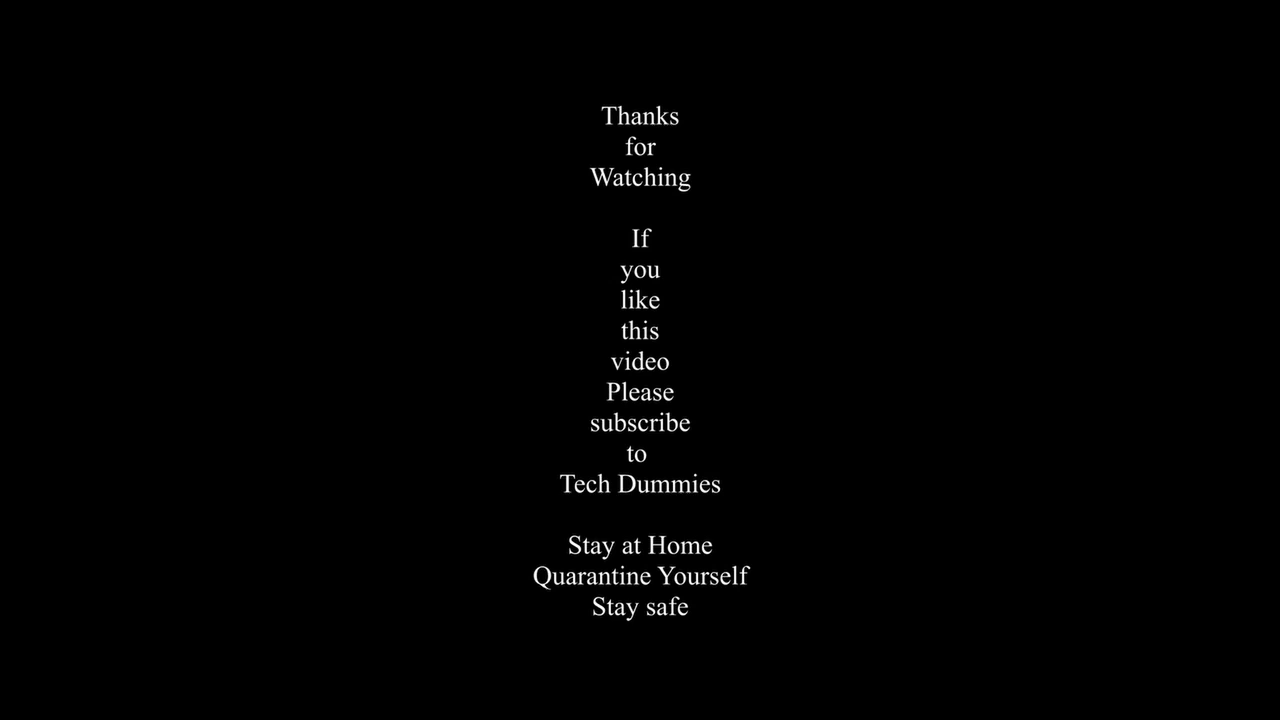 Thanks
for
Watching
If
you
like
this
video
Please
subscribe
to
Tech Dummies
Stay at Home
Quarantine Yourself
Stay safe